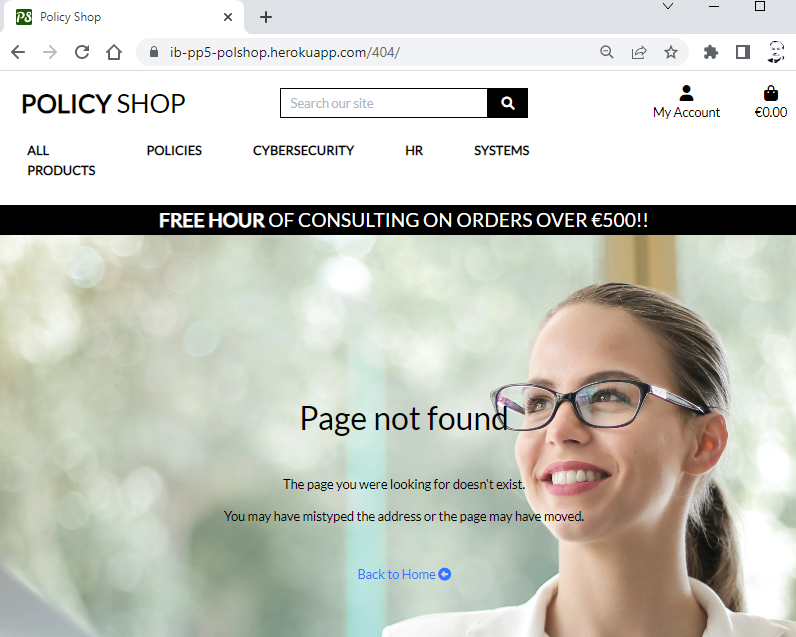 PS Policy Shop
ib-pp5-polshop.herokuapp.com/404/
POLICY SHOP
Search our site
My Account
€0.00
ALL PRODUCTS
POLICIES
CYBERSECURITY
HR
SYSTEMS
FREE HOUR OF CONSULTING ON ORDERS OVER €500!!
Page not found
The page you were looking for doesn't exist.
You may have mistyped the address or the page may have moved.
Back to Home